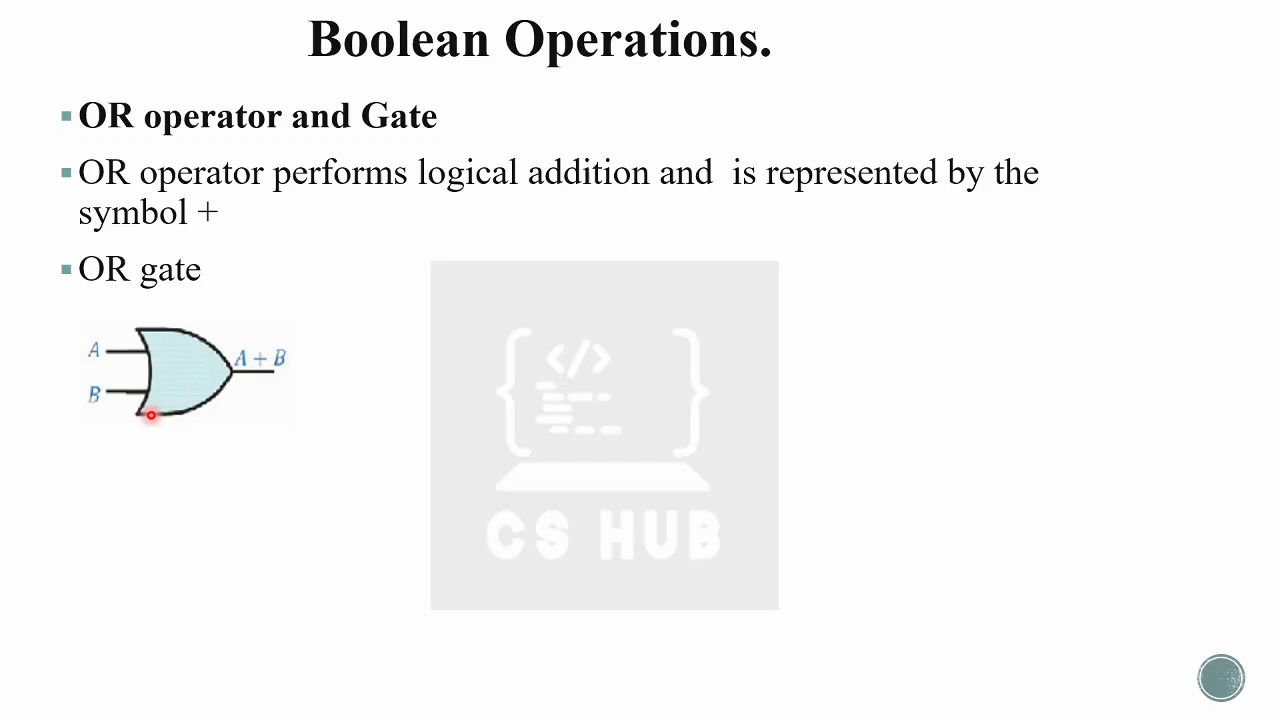 Boolean Operations.
OR operator and Gate
OR operator performs logical addition and is represented by the
symbol +
OR gate
A
A + B
B
</>
CS HUB